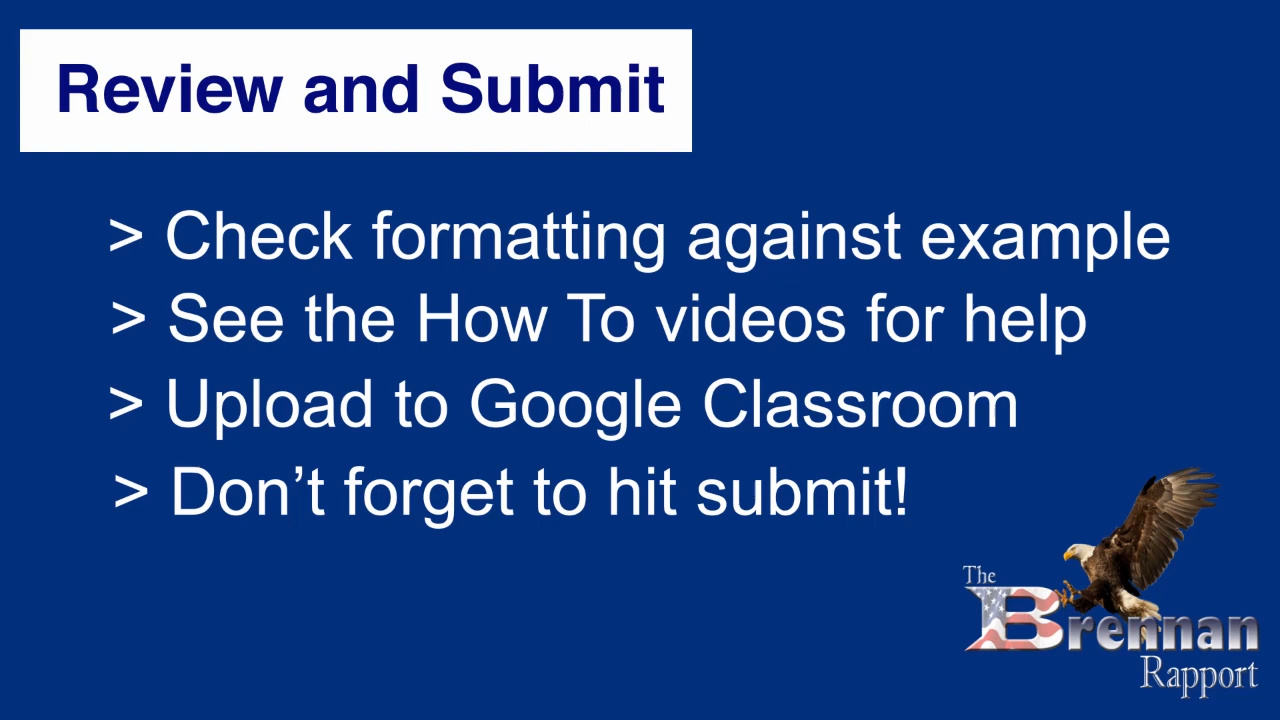 Review and Submit
> Check formatting against example
> See the How To videos for help
> Upload to Google Classroom
> Don’t forget to hit submit!
The
Brennan
Rapport